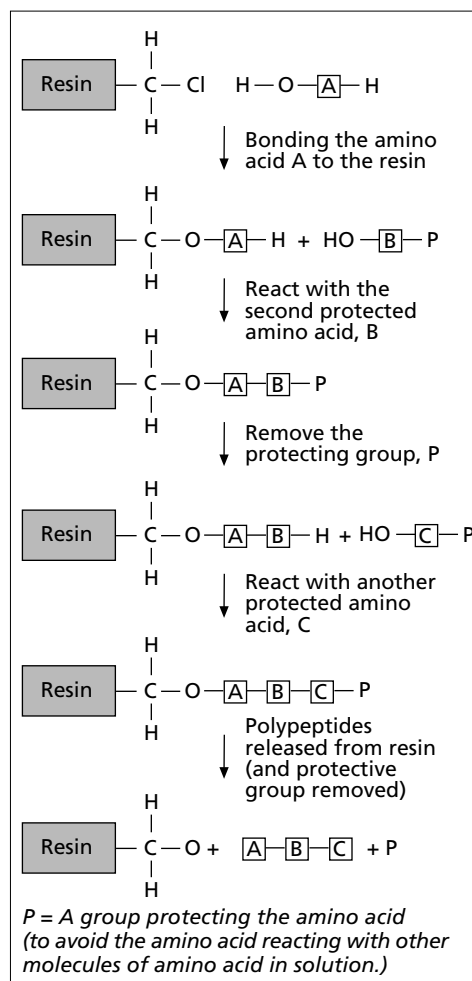 H
Resin C Cl H O A H
H
Bonding the amino
acid A to the resin
H
Resin C O A H + HO B P
H
React with the
second protected
amino acid, B
H
Resin C O A B P
H
Remove the
protecting group, P
H
Resin C O A B H + HO C P
H
React with another
protected amino
acid, C
H
Resin C O A B C P
H
Polypeptides
released from resin
(and protective
group removed)
H
Resin C O + A B C + P
H
P = A group protecting the amino acid
(to avoid the amino acid reacting with other
molecules of amino acid in solution.)